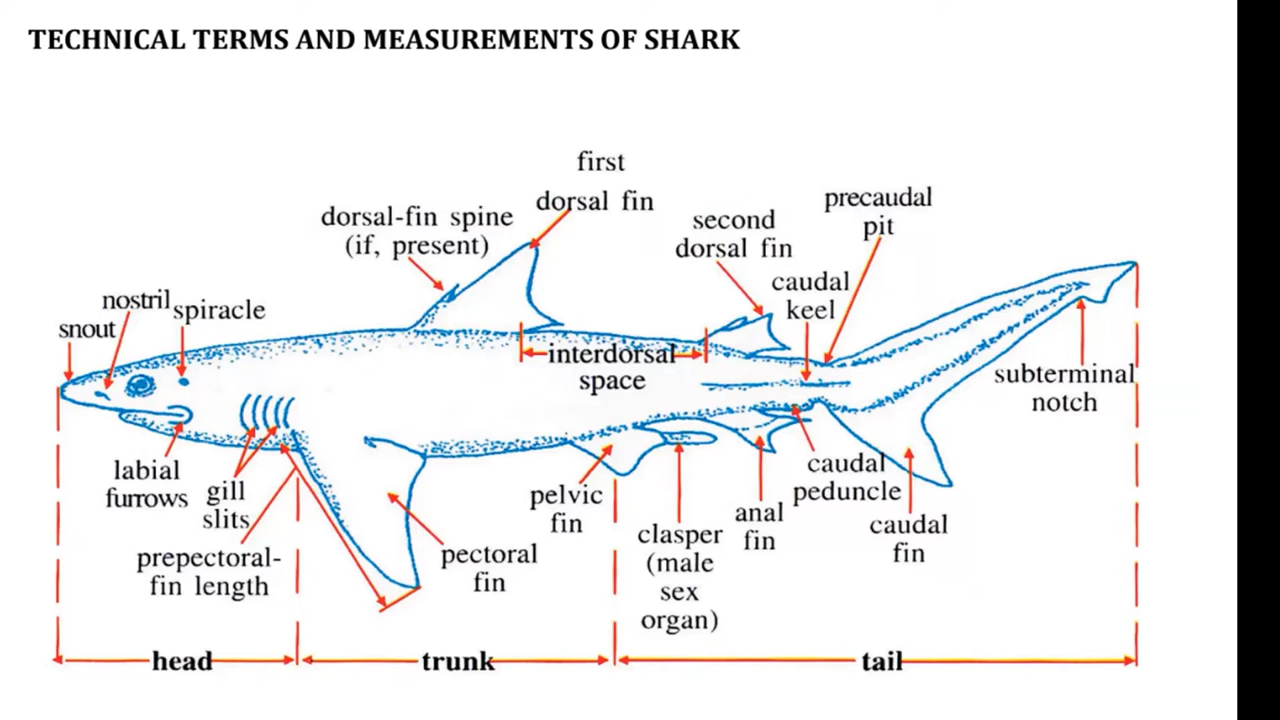 TECHNICAL TERMS AND MEASUREMENTS OF SHARK
first
dorsal fin
dorsal-fin spine
(if, present)
second
dorsal fin
precaudal
pit
caudal
keel
nostril
spiracle
snout
interdorsal
space
subterminal
notch
labial
furrows
gill
slits
prepectoral-
fin length
pectoral
fin
pelvic
fin
clasper
(male
sex
organ)
anal
fin
caudal
peduncle
caudal
fin
head
trunk
tail